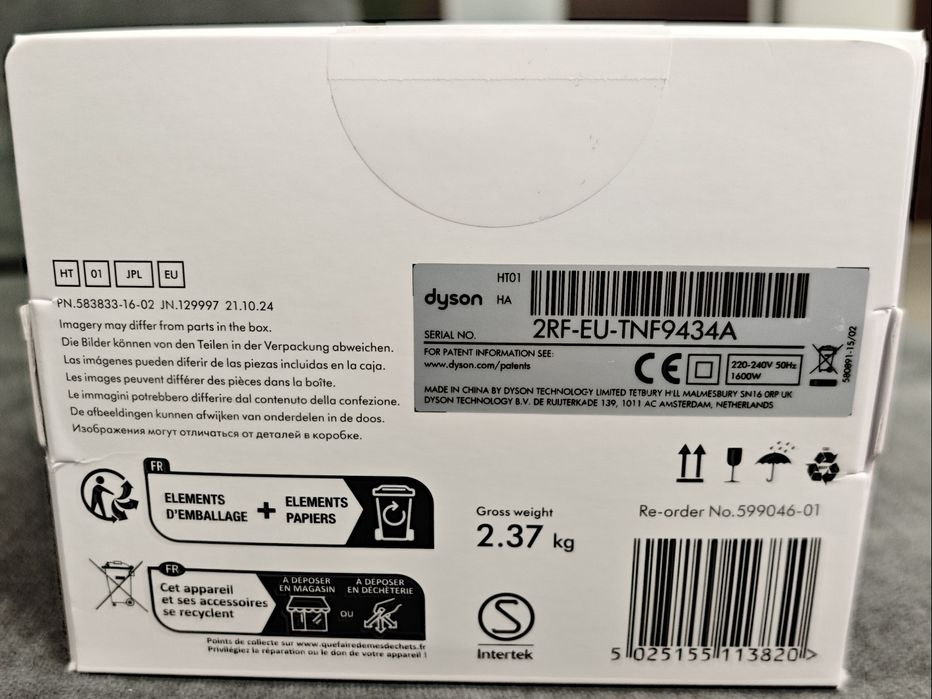 HT 01 JPL EU
PN.583833-16-02 JN.129997 21.10.24
Imagery may differ from parts in the box.
Die Bilder können von den Teilen in der Verpackung abweichen.
Las imágenes pueden diferir de las piezas incluidas en la caja.
Les images peuvent différer des pièces dans la boîte.
Le immagini potrebbero differire dal contenuto della confezione.
De afbeeldingen kunnen afwijken van onderdelen in de doos.
Изображения могут отличаться от деталей в коробке.
HT01
dyson HA
SERIAL NO. 2RF-EU-TNF9434A
FOR PATENT INFORMATION SEE:
www.dyson.com/patents
CE
220-240V 50Hz
1600W
580891-15/02
MADE IN CHINA BY DYSON TECHNOLOGY LIMITED TETBURY HILL MALMESBURY SN16 0RP UK
DYSON TECHNOLOGY B.V. DE RUIJTERKADE 139, 1011 AC AMSTERDAM, NETHERLANDS
FR
ELEMENTS
D'EMBALLAGE
+
ELEMENTS
PAPIERS
FR
Cet appareil
et ses accessoires
se recyclent
À DÉPOSER
EN MAGASIN
OU
À DÉPOSER
EN DÉCHÈTERIE
Points de collecte sur www.quefairedemesdechets.fr
Privilégiez la réparation ou le don de votre appareil !
Gross weight
2.37 kg
Intertek
Re-order No.599046-01
5 025155 113820 >